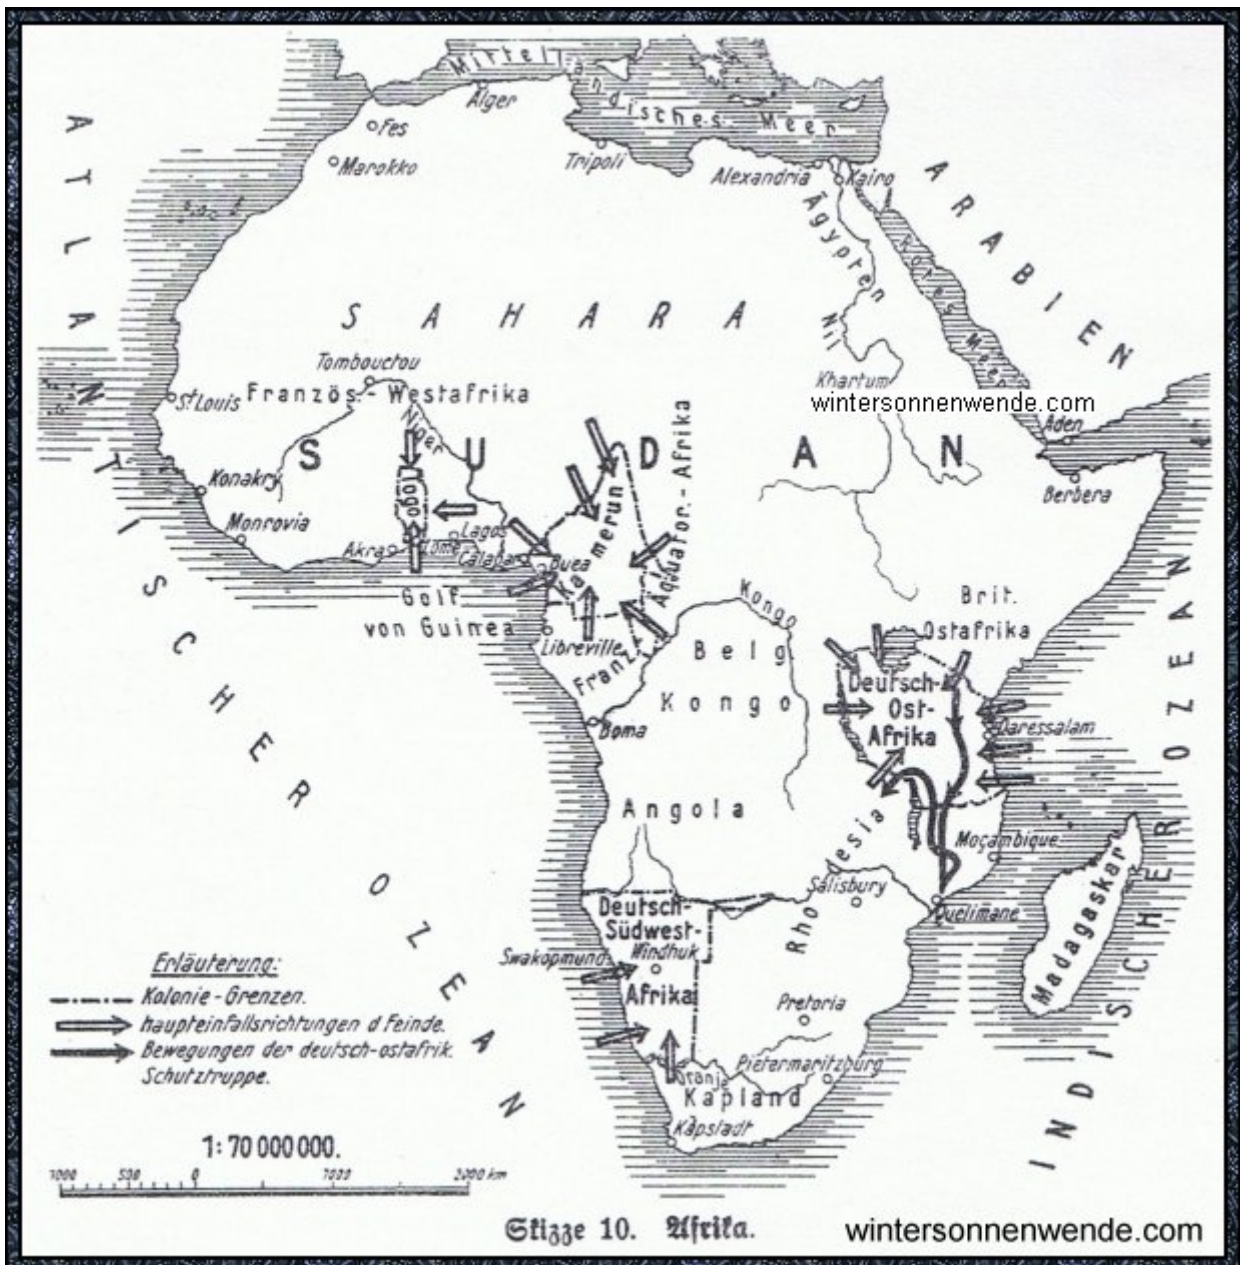 Mittelländisches Meer
Alger
Fes
Marokko
Tripoli
Alexandria
Kairo
Ägypten
Nil
Rotes Meer
ARABIEN
ATLANTISCHER OZEAN
SAHARA
Tombouctou
St. Louis
Französ.-Westafrika
Niger
Khartum
wintersonnenwende.com
Aden
SUDAN
Konakry
Togo
Kamerun
Äquator.-Afrika
Berbera
Monrovia
Akra
Lome
Lagos
Calabar
Buea
Golf
von Guinea
Libreville
Franz.
Kongo
Brit.
Ostafrika
Belg
Kongo
Deutsch-
Ost-
Afrika
Daressalam
Boma
Angola
Moçambique
Rhodesia
Salisbury
Quelimane
Madagaskar
INDISCHER OZEAN
Deutsch-
Südwest-
Afrika
Windhuk
Swakopmund
Pretoria
Pietermaritzburg
Oranje
Kapland
Kapstadt
Erläuterung:
Kolonie-Grenzen.
Haupteinfallsrichtungen d Feinde.
Bewegungen der deutsch-ostafrik.
Schutztruppe.
1:70 000 000.
1000 500 0 1000 2000 km
Skizze 10. Afrika.
wintersonnenwende.com